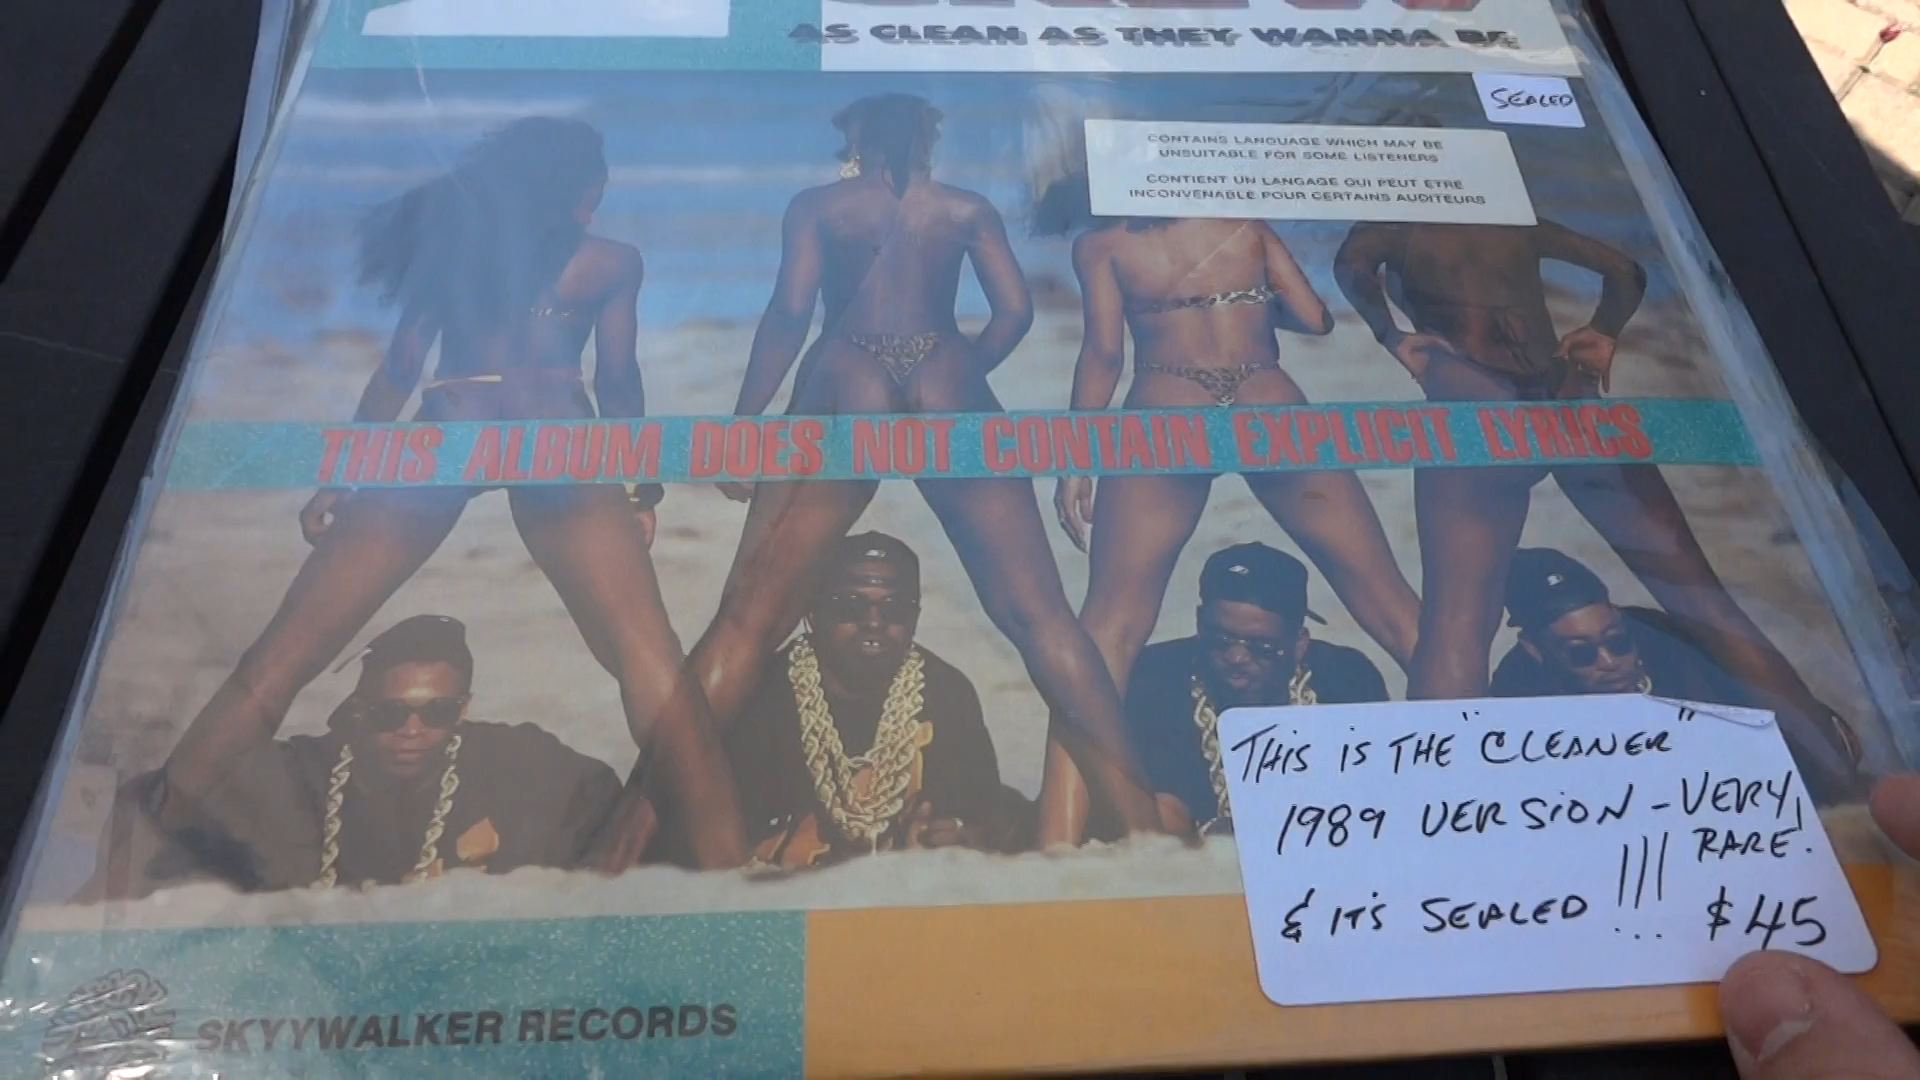 AS CLEAN AS THEY WANNA BE
SEALED
CONTAINS LANGUAGE WHICH MAY BE
UNSUITABLE FOR SOME LISTENERS
CONTIENT UN LANGAGE QUI PEUT ETRE
INCONVENABLE POUR CERTAINS AUDITEURS
THIS ALBUM DOES NOT CONTAIN EXPLICIT LYRICS
THIS IS THE "CLEANER"
1989 VERSION - VERY
RARE.
& IT'S SEALED !!! $45
SKYYWALKER RECORDS